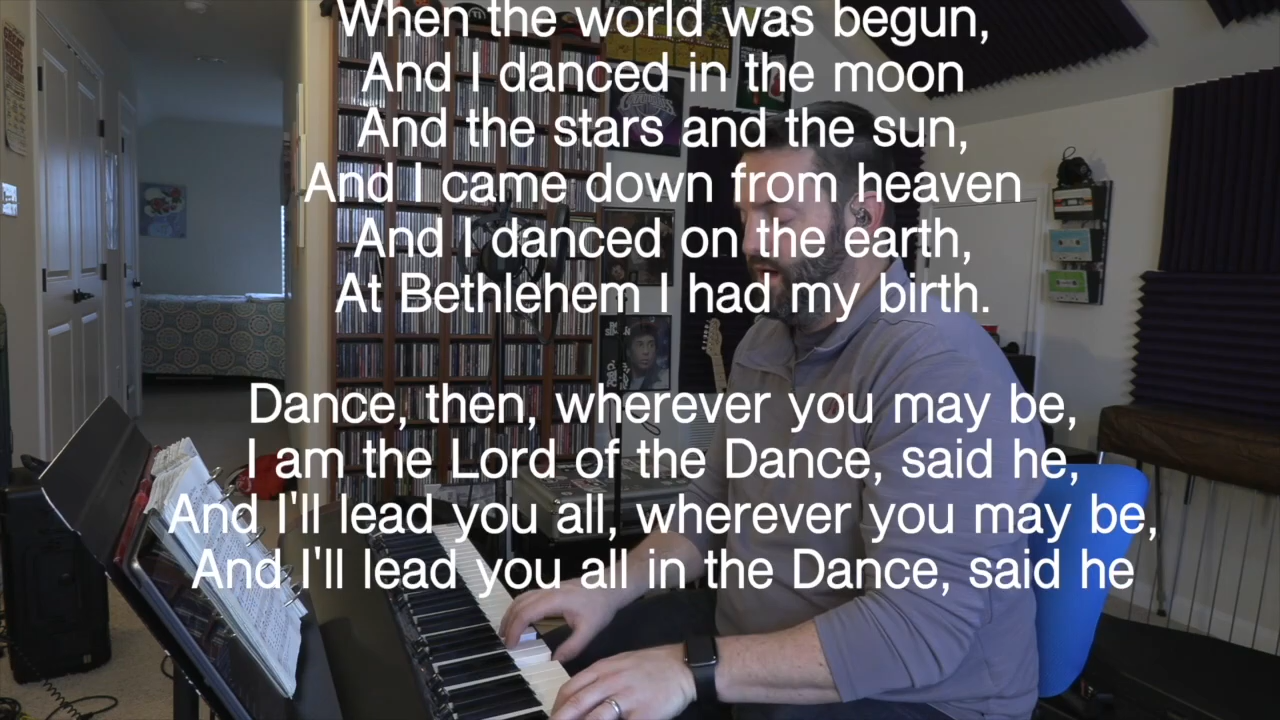 When the world was begun,
And I danced in the moon
And the stars and the sun,
And I came down from heaven
And I danced on the earth,
At Bethlehem I had my birth.
Dance, then, wherever you may be,
I am the Lord of the Dance, said he,
And I'll lead you all, wherever you may be,
And I'll lead you all in the Dance, said he